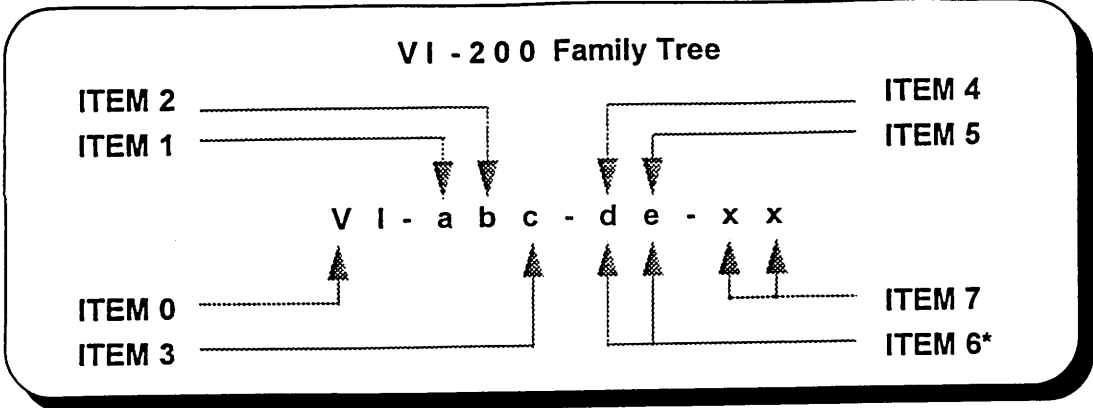 VI -200 Family Tree
ITEM 2
ITEM 4
ITEM 1
ITEM 5
V I - a b c - d e - x x
ITEM 0
ITEM 7
ITEM 3
ITEM 6*